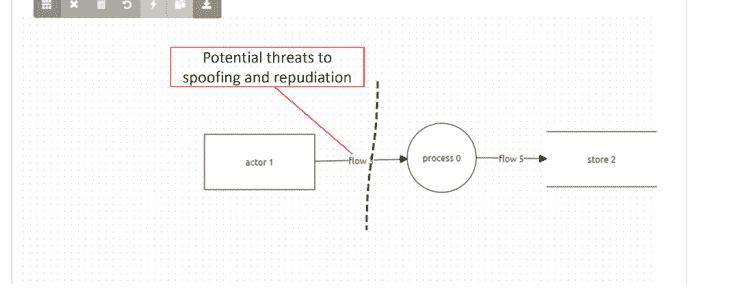 Potential threats to
spoofing and repudiation
actor 1
flow
process 0
flow 5
store 2